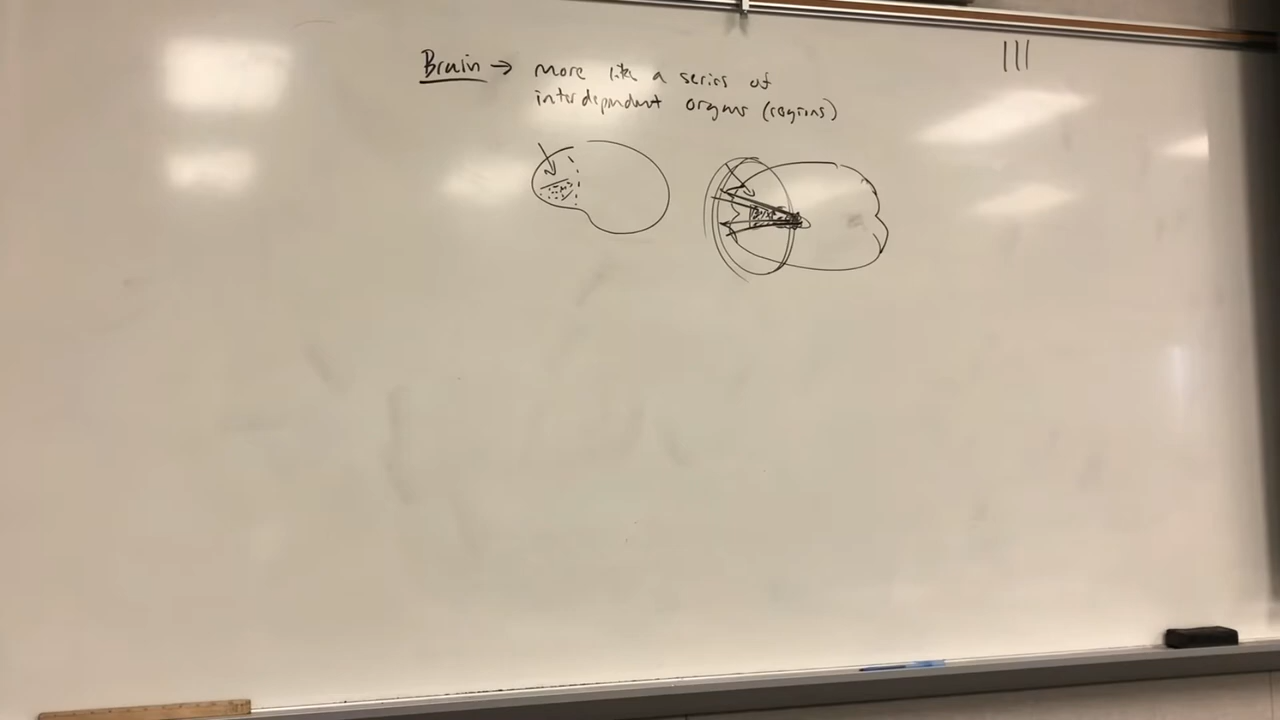 Brain → more like a series of
interdependent organs (regions)